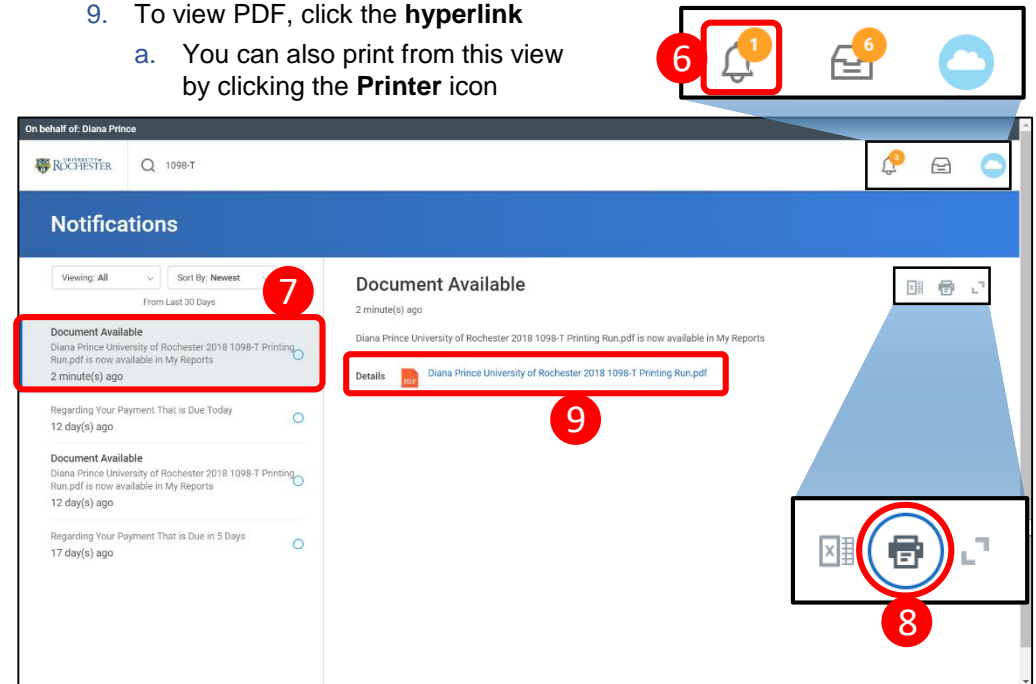 9. To view PDF, click the hyperlink
a. You can also print from this view
by clicking the Printer icon
6
1
6
On behalf of: Diana Prince
UNIVERSITY of
ROCHESTER
1098-T
3
Notifications
Viewing: All
Sort By: Newest
From Last 30 Days
7
Document Available
Diana Prince University of Rochester 2018 1098-T Printing
Run.pdf is now available in My Reports
2 minute(s) ago
Regarding Your Payment That is Due Today
12 day(s) ago
Document Available
Diana Prince University of Rochester 2018 1098-T Printing
Run.pdf is now available in My Reports
12 day(s) ago
Regarding Your Payment That is Due in 5 Days
17 day(s) ago
Document Available
2 minute(s) ago
Diana Prince University of Rochester 2018 1098-T Printing Run.pdf is now available in My Reports
Details PDF Diana Prince University of Rochester 2018 1098-T Printing Run.pdf
9
8